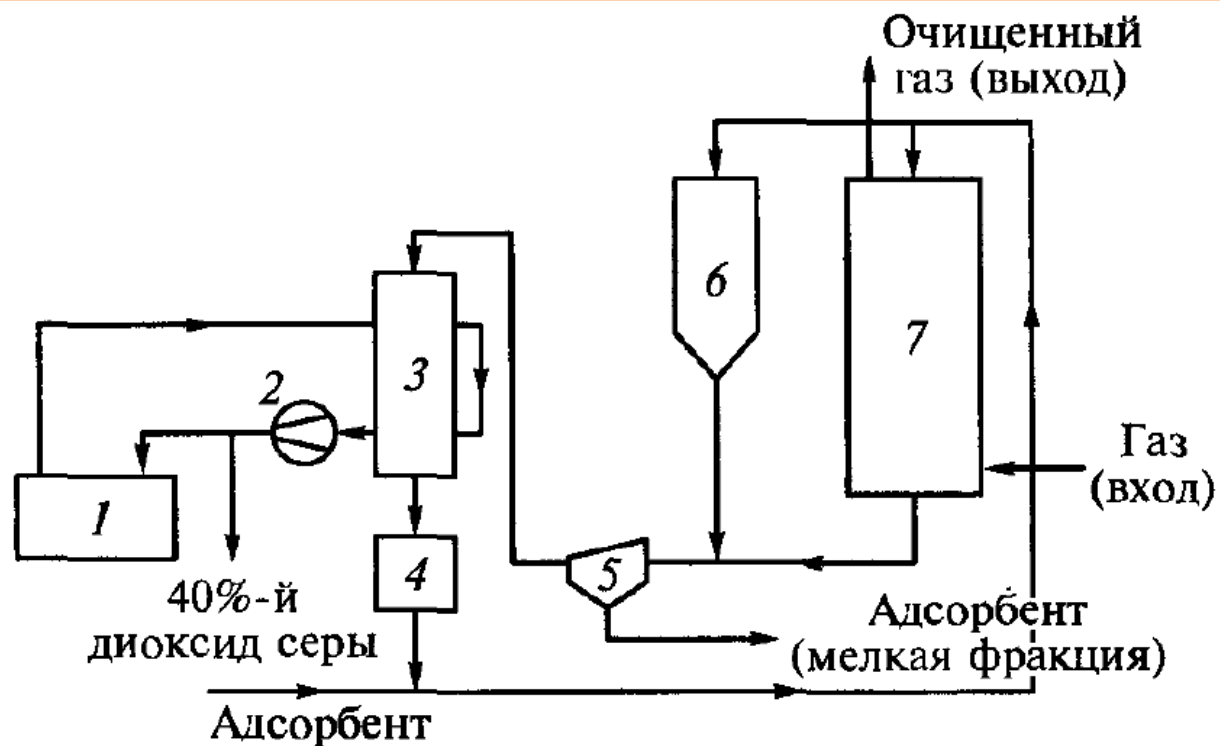 Очищенный
газ (выход)
6
7
3
2
Газ
(вход)
1
4
5
40%-й
диоксид серы
Адсорбент
(мелкая фракция)
Адсорбент